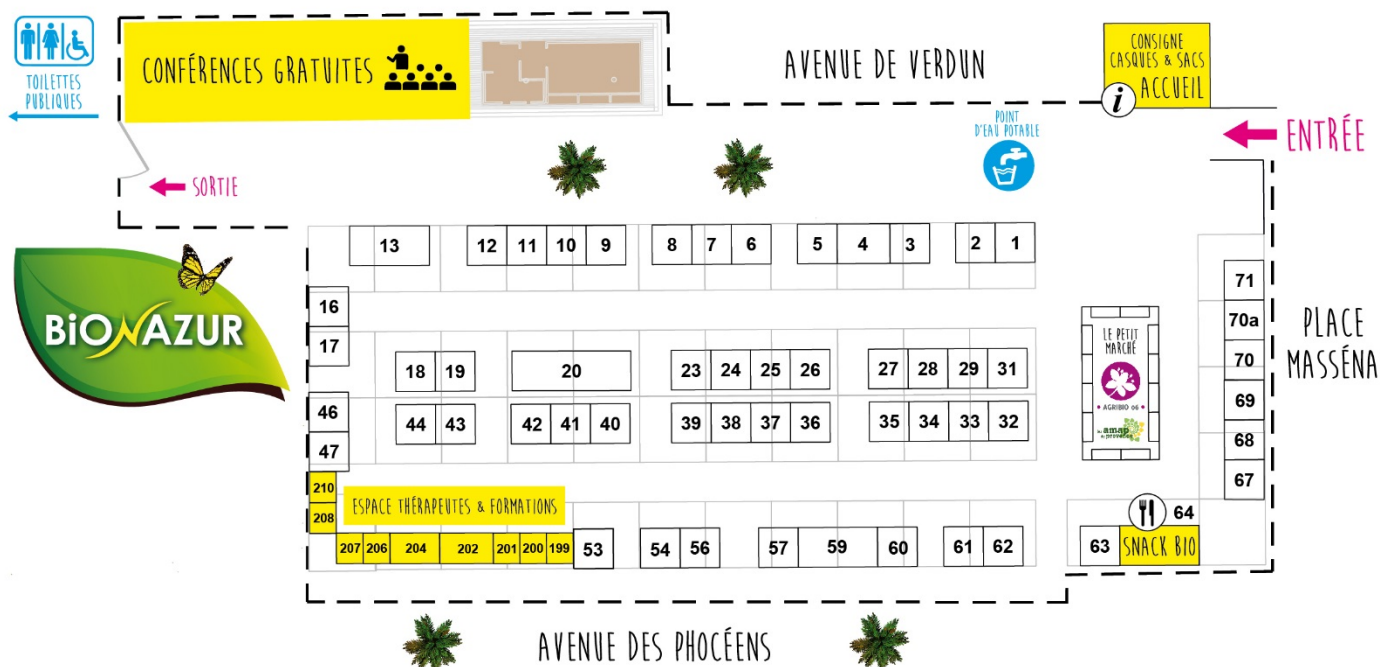 TOILETTES
PUBLIQUES
CONFÉRENCES GRATUITES
AVENUE DE VERDUN
CONSIGNE
CASQUES & SACS
i ACCUEIL
ENTRÉE
POINT
D'EAU POTABLE
SORTIE
BiONAZUR
13 12 11 10 9 8 7 6 5 4 3 2 1
16
17
18 19 20 23 24 25 26 27 28 29 31
46
44 43 42 41 40 39 38 37 36 35 34 33 32
47
210
208
ESPACE THÉRAPEUTES & FORMATIONS
207 206 204 202 201 200 199 53 54 56 57 59 60 61 62
LE PETIT
MARCHÉ
• AGRIBIO 06 •
amap
71
70a
70
69
68
67
PLACE
MASSÉNA
64
63 SNACK BIO
AVENUE DES PHOCÉENS